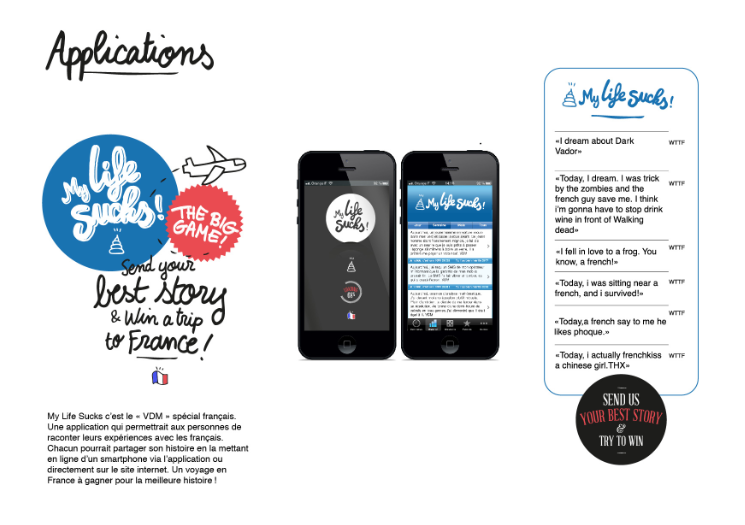 Applications
My life sucks!
THE BIG
GAME!
Send your
best story
& Win a trip
to France!
My Life Sucks c'est le « VDM » spécial français.
Une application qui permettrait aux personnes de
raconter leurs expériences avec les français.
Chacun pourrait partager son histoire en la mettant
en ligne d'un smartphone via l'application ou
directement sur le site internet. Un voyage en
France à gagner pour la meilleure histoire !
My life sucks!
My life sucks!
My life sucks!
«I dream about Dark
Vador»
WTTF
«Today, I dream. I was trick
by the zombies and the
french guy save me. I think
i'm gonna have to stop drink
wine in front of Walking
dead»
WTTF
«I fell in love to a frog. You
know, a french!»
WTTF
«Today, i was sitting near a
french, and i survived!»
WTTF
«Today,a french say to me he
likes phoque.»
WTTF
«Today, i actually frenchkiss
a chinese girl.THX»
WTTF
SEND US
YOUR BEST STORY
&
TRY TO WIN